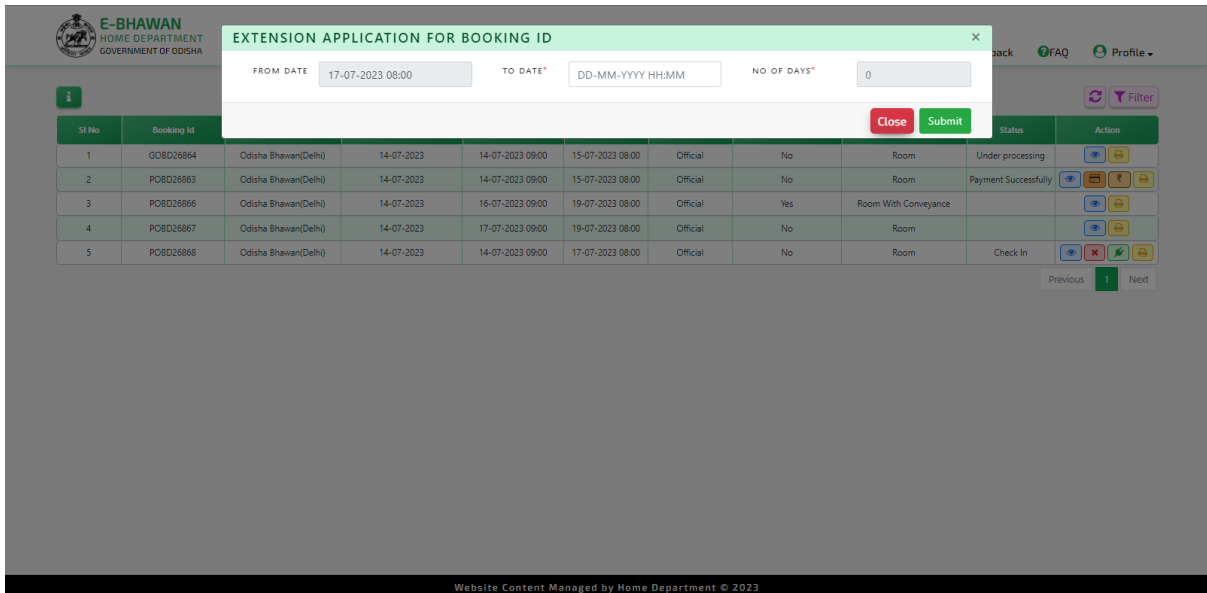 E-BHAWAN
HOME DEPARTMENT
GOVERNMENT OF ODISHA
back FAQ Profile
EXTENSION APPLICATION FOR BOOKING ID ×
FROM DATE 17-07-2023 08:00 TO DATE* DD-MM-YYYY HH:MM NO OF DAYS* 0
Close Submit
i
Filter
Sl No Booking Id Status Action
1 GOBD26864 Odisha Bhawan(Delhi) 14-07-2023 14-07-2023 09:00 15-07-2023 08:00 Official No Room Under processing
2 POBD26863 Odisha Bhawan(Delhi) 14-07-2023 14-07-2023 09:00 15-07-2023 08:00 Official No Room Payment Successfully ₹
3 POBD26866 Odisha Bhawan(Delhi) 14-07-2023 16-07-2023 09:00 19-07-2023 08:00 Official Yes Room With Conveyance
4 POBD26867 Odisha Bhawan(Delhi) 14-07-2023 17-07-2023 09:00 19-07-2023 08:00 Official No Room
5 POBD26868 Odisha Bhawan(Delhi) 14-07-2023 14-07-2023 09:00 17-07-2023 08:00 Official No Room Check In
Previous 1 Next
Website Content Managed by Home Department © 2023